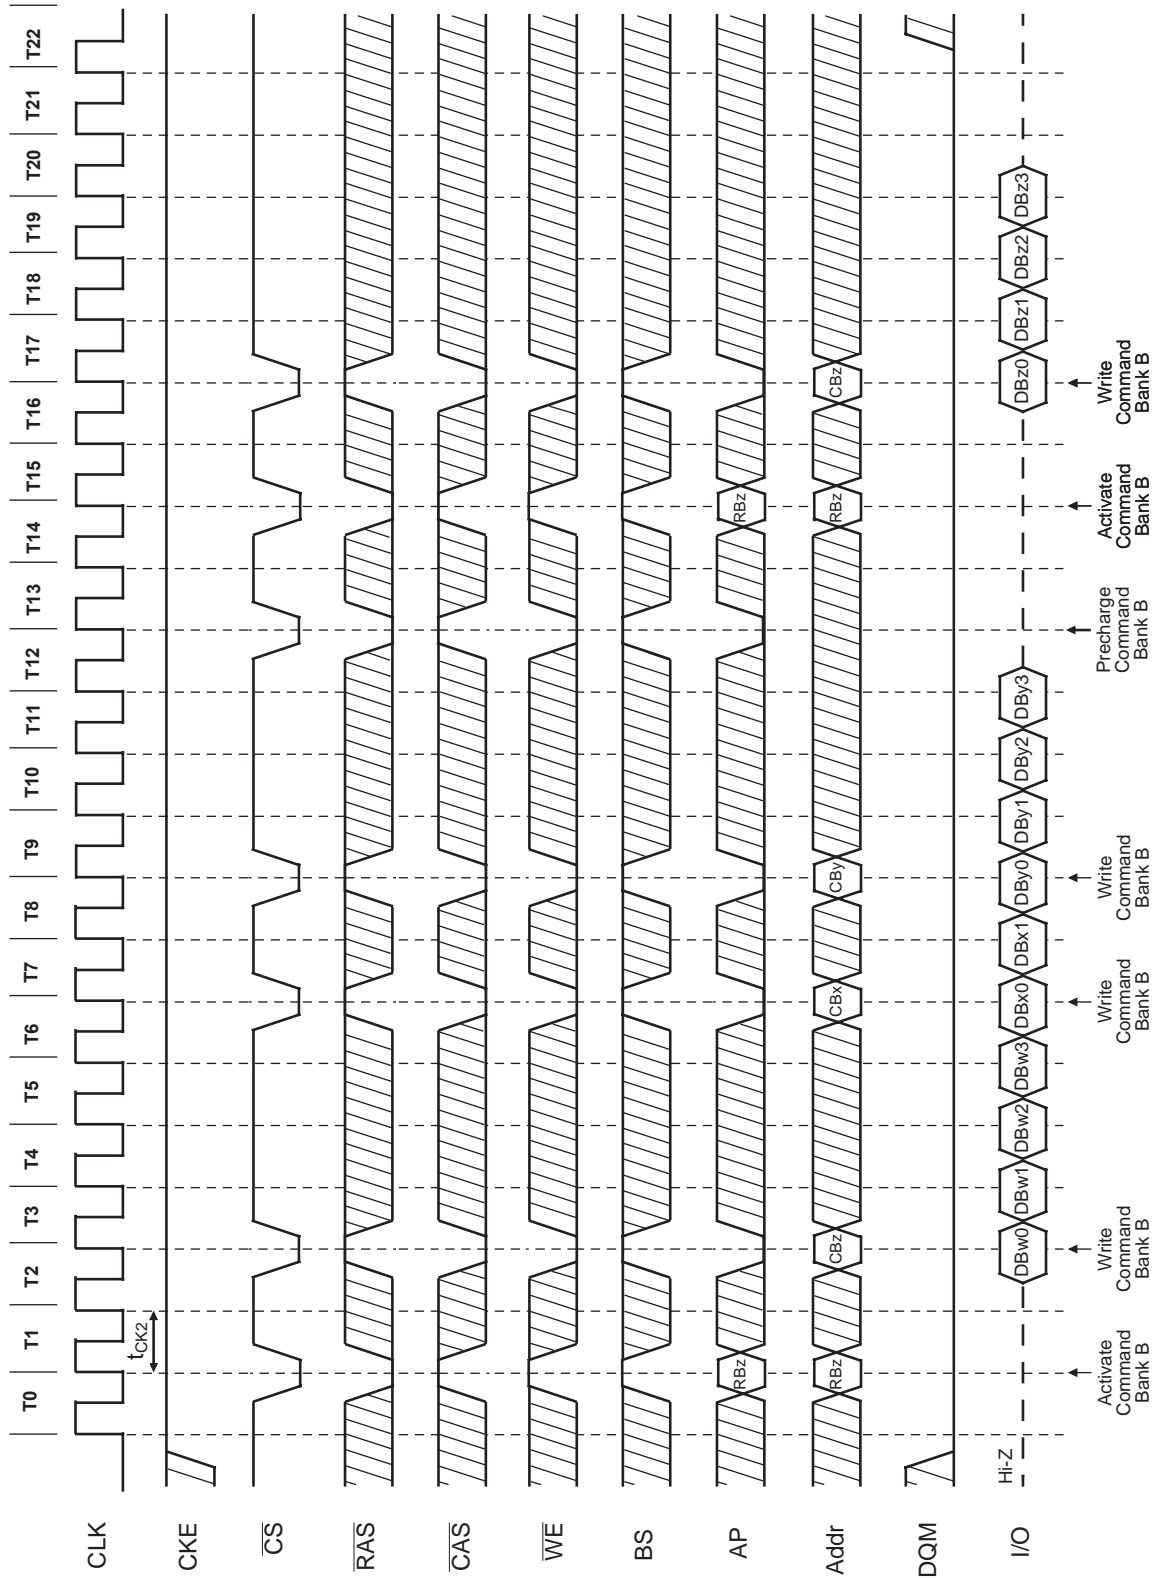 T0 T1 T2 T3 T4 T5 T6 T7 T8 T9 T10 T11 T12 T13 T14 T15 T16 T17 T18 T19 T20 T21 T22
CLK
tCK2
CKE
CS
RAS
CAS
WE
BS
AP
RBz RBz
Addr
RBz CBz CBx CBy RBz CBz
DQM
Hi-Z
I/O
DBw0 DBw1 DBw2 DBw3 DBx0 DBx1 DBy0 DBy1 DBy2 DBy3 DBz0 DBz1 DBz2 DBz3
Activate
Command
Bank B
Write
Command
Bank B
Write
Command
Bank B
Write
Command
Bank B
Precharge
Command
Bank B
Activate
Command
Bank B
Write
Command
Bank B